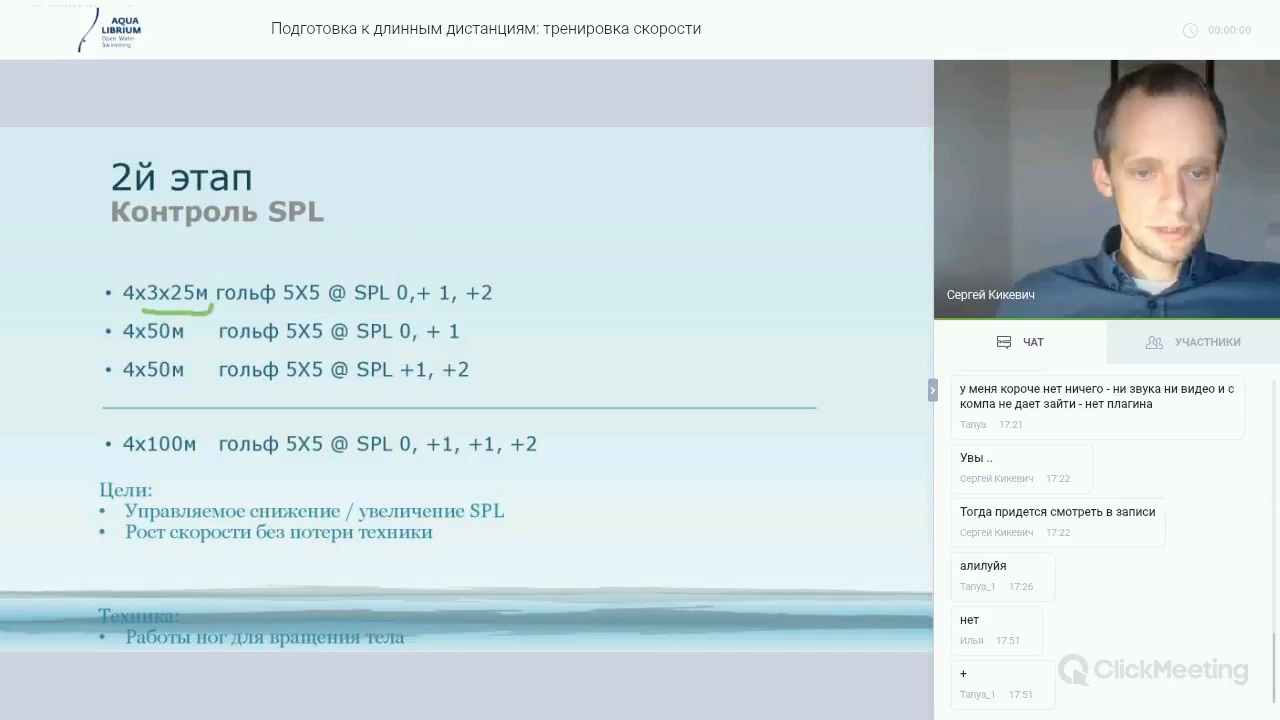 AQUA
LIBRIUM
Open Water
Swimming
Подготовка к длинным дистанциям: тренировка скорости
00:00:00
2й этап
Контроль SPL
• 4х3х25м гольф 5Х5 @ SPL 0,+ 1, +2
• 4х50м гольф 5Х5 @ SPL 0, + 1
• 4х50м гольф 5Х5 @ SPL +1, +2
• 4х100м гольф 5Х5 @ SPL 0, +1, +1, +2
Цели:
• Управляемое снижение / увеличение SPL
• Рост скорости без потери техники
Техника:
• Работы ног для вращения тела
Сергей Кикевич
ЧАТ
УЧАСТНИКИ
у меня короче нет ничего - ни звука ни видео и с
компа не дает зайти - нет плагина
Tanya · 17:21
Увы ..
Сергей Кикевич 17:22
Тогда придется смотреть в записи
Сергей Кикевич 17:22
алилуйя
Tanya_1 17:26
нет
Илья 17:51
+
Tanya_1 17:51
ClickMeeting